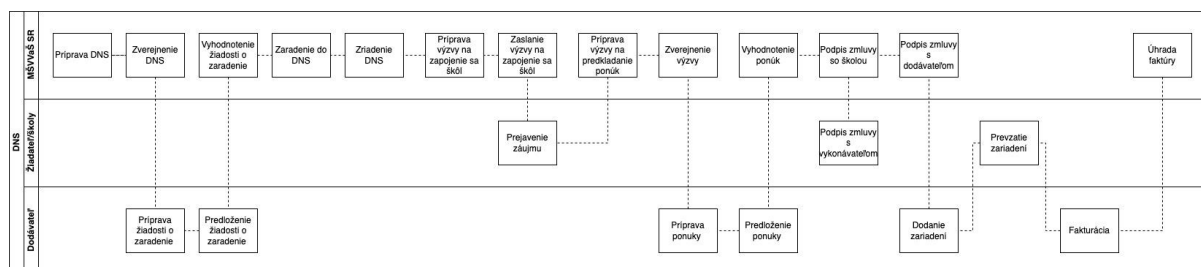 DNS
MŠVVaŠ SR
Príprava DNS
Zverejnenie
DNS
Vyhodnotenie
žiadosti o
zaradenie
Zaradenie do
DNS
Zriadenie
DNS
Príprava
výzvy na
zapojenie sa
škôl
Zaslanie
výzvy na
zapojenie sa
škôl
Príprava
výzvy na
predkladanie
ponúk
Zverejnenie
výzvy
Vyhodnotenie
ponúk
Podpis zmluvy
so školou
Podpis zmluvy
s
dodávateľom
Úhrada
faktúry
Žiadateľ/školy
Prejavenie
záujmu
Podpis zmluvy
s
vykonávateľom
Prevzatie
zariadení
Dodávateľ
Príprava
žiadosti o
zaradenie
Predloženie
žiadosti o
zaradenie
Príprava
ponuky
Predloženie
ponuky
Dodanie
zariadení
Fakturácia